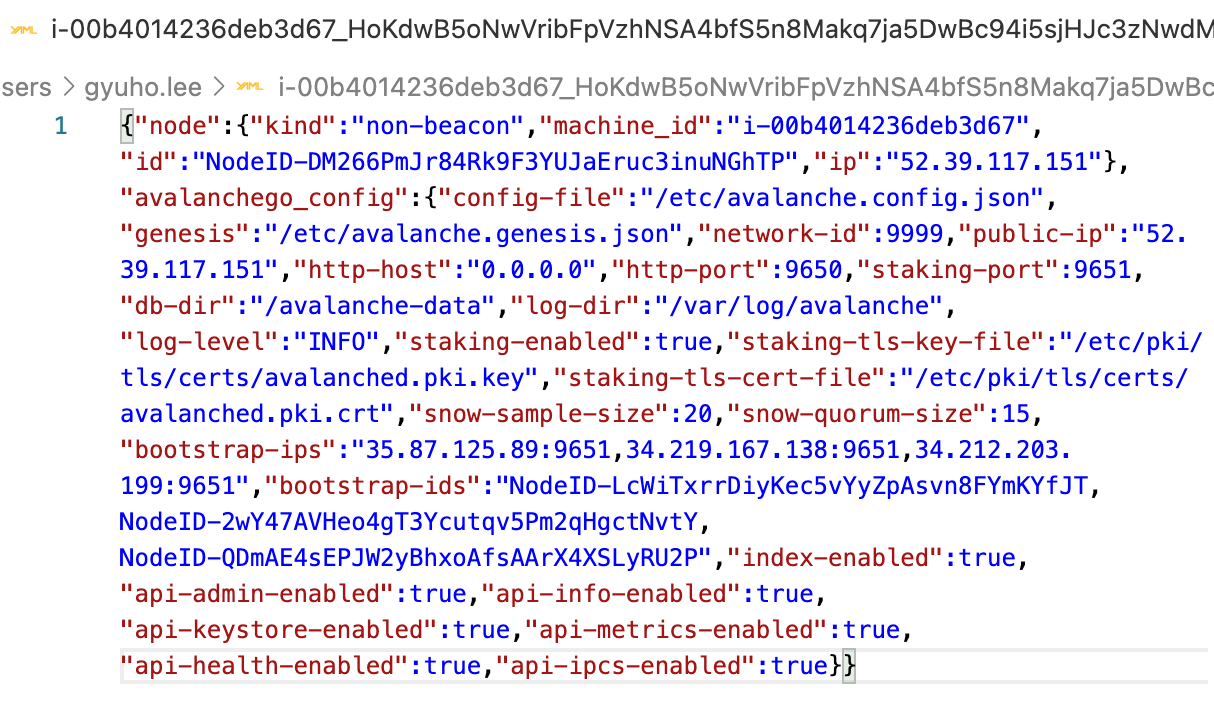 YAML i-00b4014236deb3d67_HoKdwB5oNwVribFpVzhNSA4bfS5n8Makq7ja5DwBc94i5sjHJc3zNwdM
sers > gyuho.lee > YAML i-00b4014236deb3d67_HoKdwB5oNwVribFpVzhNSA4bfS5n8Makq7ja5DwBc
1 {"node":{"kind":"non-beacon","machine_id":"i-00b4014236deb3d67",
"id":"NodeID-DM266PmJr84Rk9F3YUJaEruc3inuNGhTP","ip":"52.39.117.151"},
"avalanchego_config":{"config-file":"/etc/avalanche.config.json",
"genesis":"/etc/avalanche.genesis.json","network-id":9999,"public-ip":"52.
39.117.151","http-host":"0.0.0.0","http-port":9650,"staking-port":9651,
"db-dir":"/avalanche-data","log-dir":"/var/log/avalanche",
"log-level":"INFO","staking-enabled":true,"staking-tls-key-file":"/etc/pki/
tls/certs/avalanched.pki.key","staking-tls-cert-file":"/etc/pki/tls/certs/
avalanched.pki.crt","snow-sample-size":20,"snow-quorum-size":15,
"bootstrap-ips":"35.87.125.89:9651,34.219.167.138:9651,34.212.203.
199:9651","bootstrap-ids":"NodeID-LcWiTxrrDiyKec5vYyZpAsvn8FYmKYfJT,
NodeID-2wY47AVHeo4gT3Ycutqv5Pm2qHgctNvtY,
NodeID-QDmAE4sEPJW2yBhxoAfsAArX4XSLyRU2P","index-enabled":true,
"api-admin-enabled":true,"api-info-enabled":true,
"api-keystore-enabled":true,"api-metrics-enabled":true,
"api-health-enabled":true,"api-ipcs-enabled":true}}